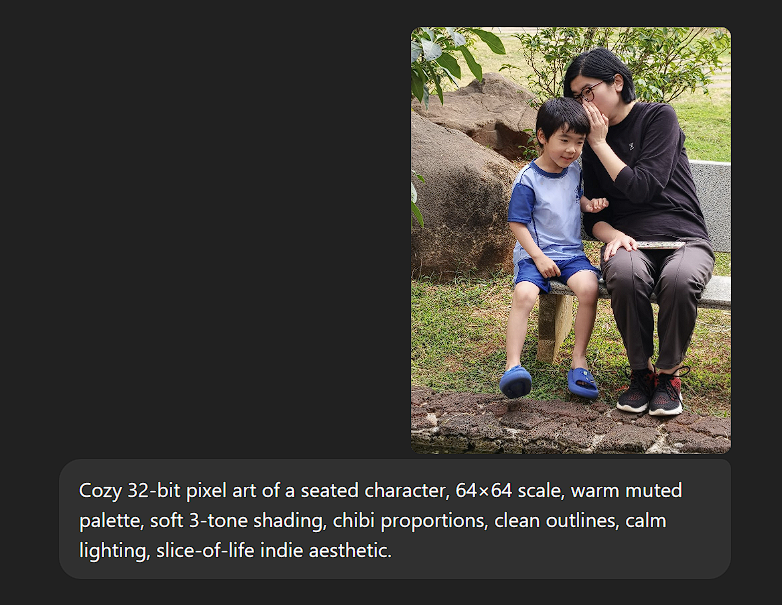 Cozy 32-bit pixel art of a seated character, 64×64 scale, warm muted
palette, soft 3-tone shading, chibi proportions, clean outlines, calm
lighting, slice-of-life indie aesthetic.